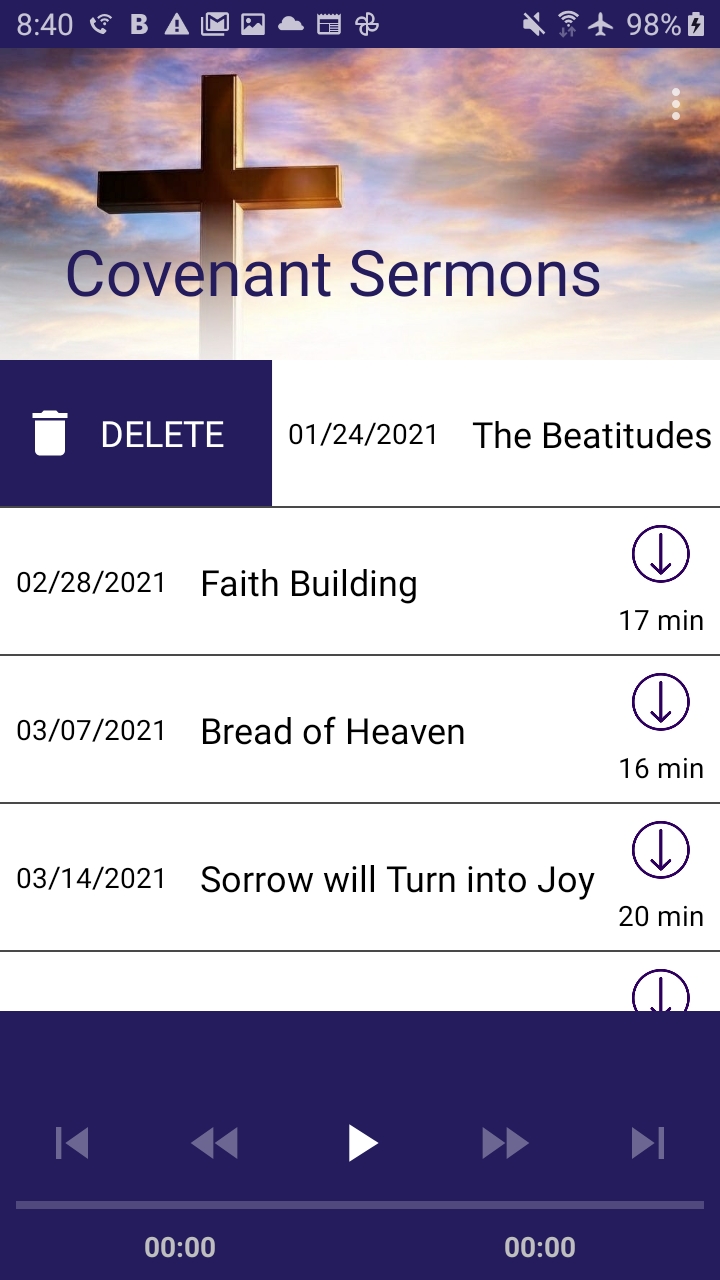 8:40 B 98%
Covenant Sermons
DELETE 01/24/2021 The Beatitudes
02/28/2021 Faith Building
17 min
03/07/2021 Bread of Heaven
16 min
03/14/2021 Sorrow will Turn into Joy
20 min
00:00 00:00